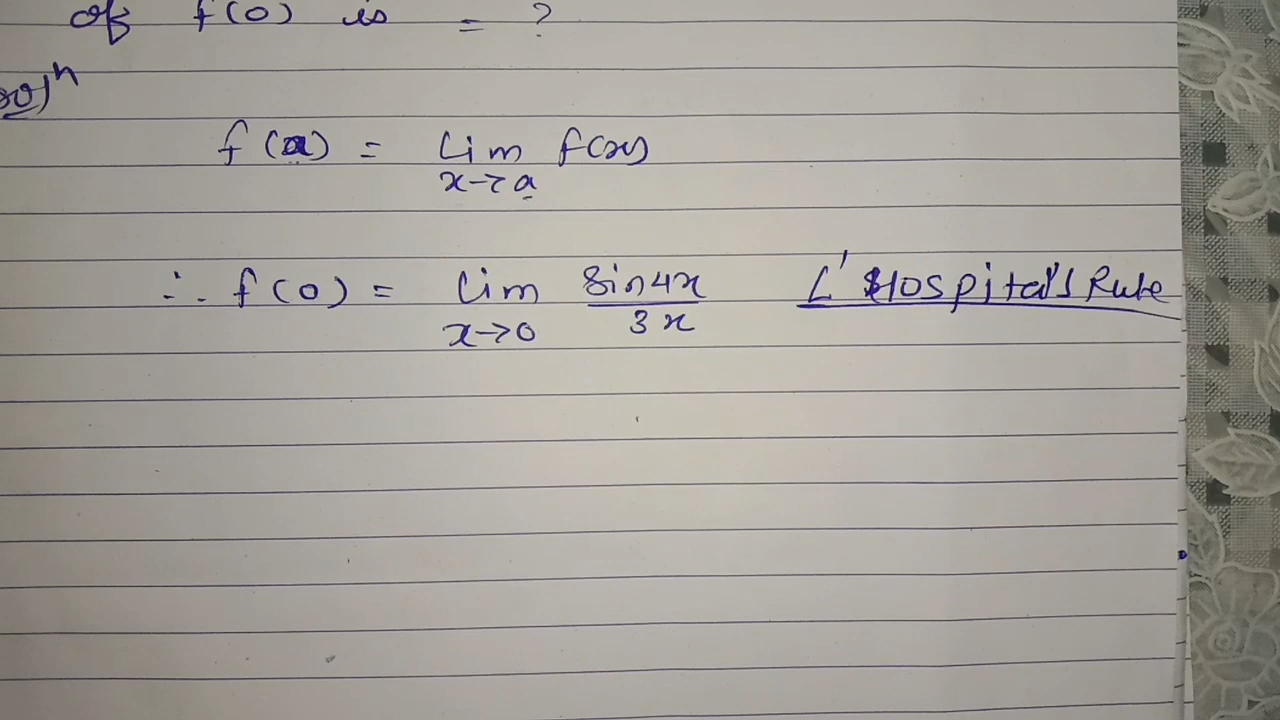 of f(0) is = ?
Solⁿ
f(a) = Lim f(x)
x→a
∴ f(0) = Lim Sin4x L'Hospital's Rule
x→0 3x